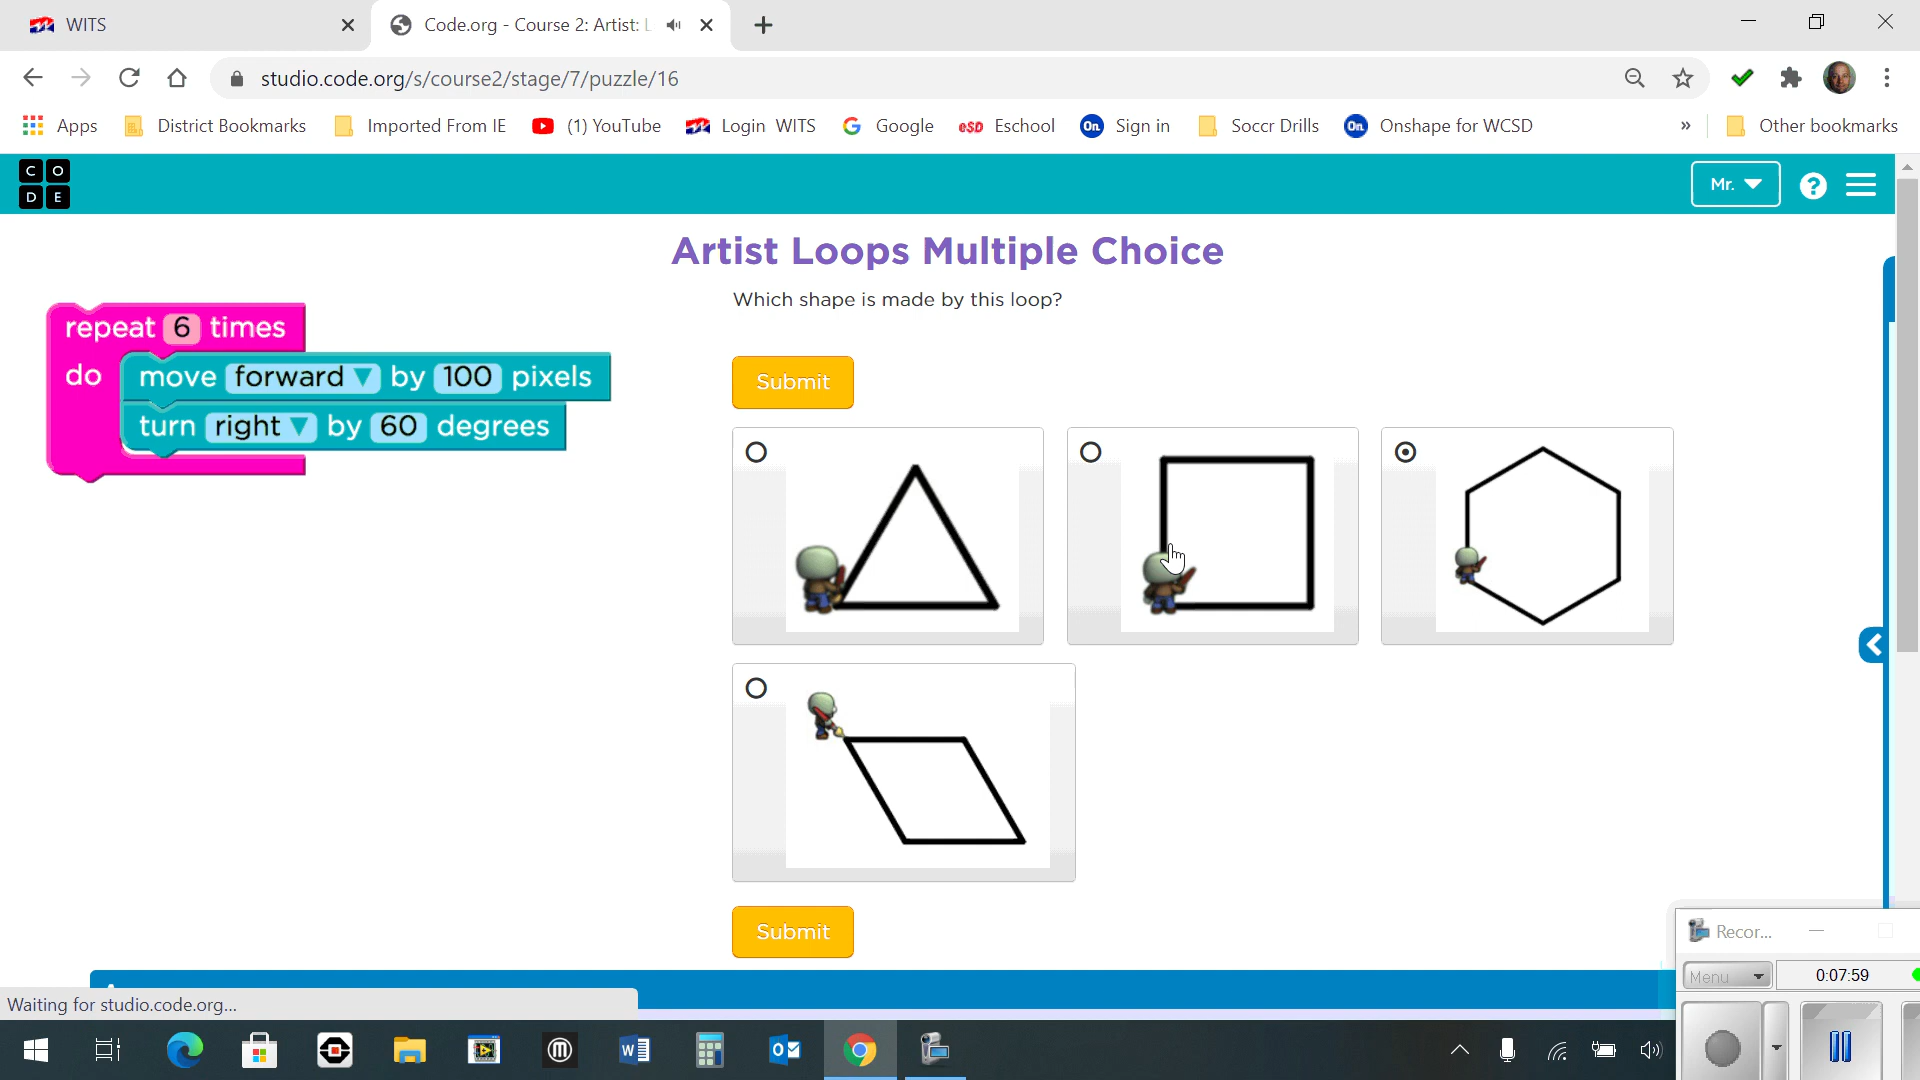 WITS
Code.org - Course 2: Artist: L
studio.code.org/s/course2/stage/7/puzzle/16
Apps District Bookmarks Imported From IE (1) YouTube Login WITS Google eSD Eschool On Sign in Soccr Drills On Onshape for WCSD » Other bookmarks
C O
D E
Mr.
?
Artist Loops Multiple Choice
Which shape is made by this loop?
repeat 6 times
do move forward by 100 pixels
turn right by 60 degrees
Submit
Submit
Recor...
Menu
0:07:59
Waiting for studio.code.org...